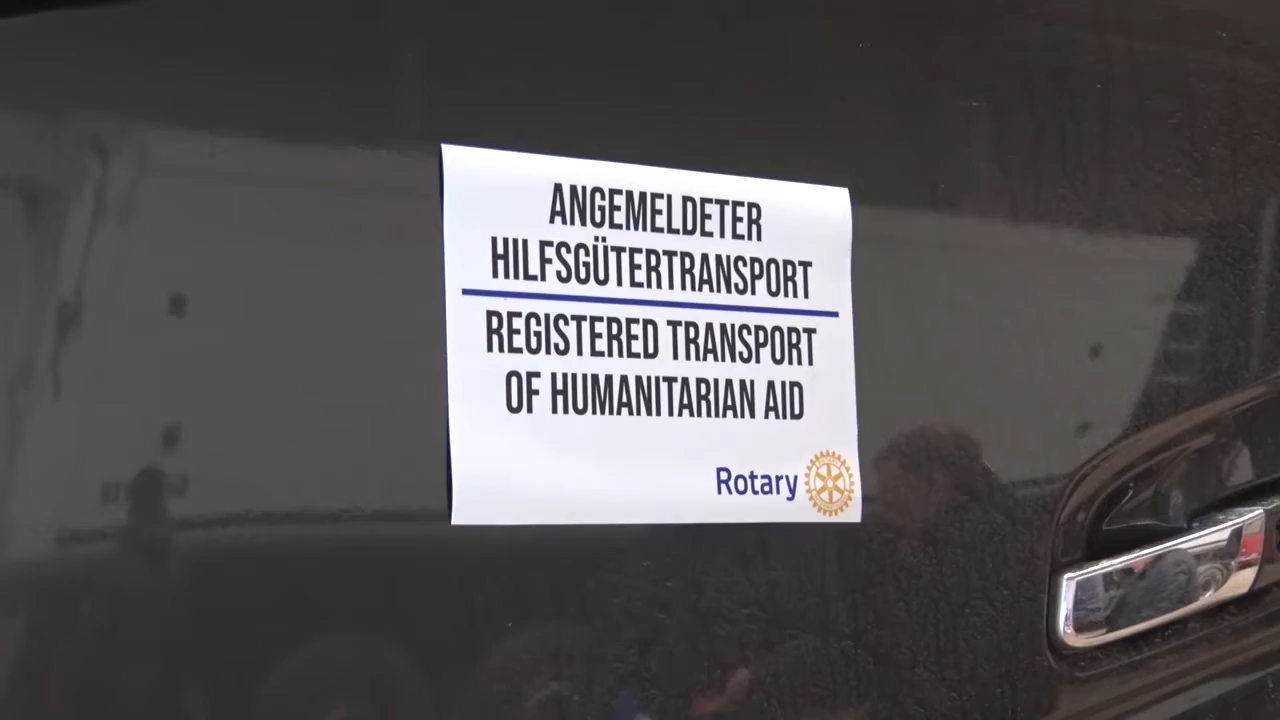 ANGEMELDETER
HILFSGÜTERTRANSPORT
REGISTERED TRANSPORT
OF HUMANITARIAN AID
Rotary